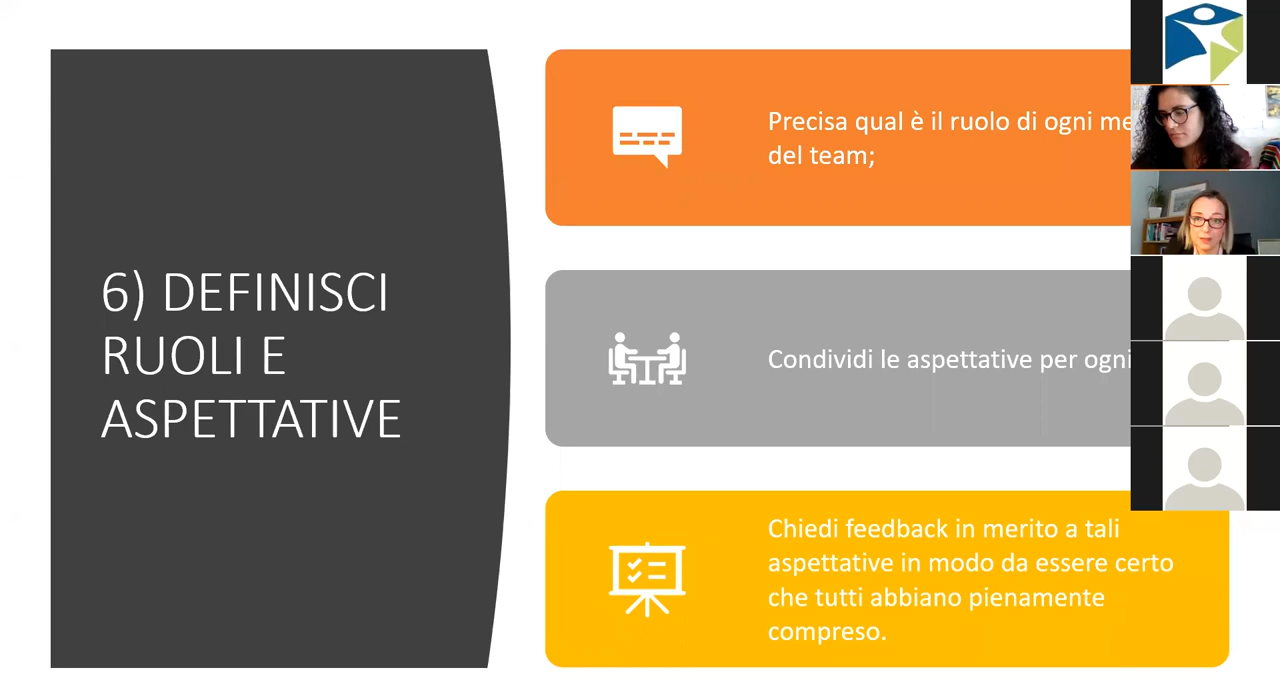 6) DEFINISCI
RUOLI E
ASPETTATIVE
Precisa qual è il ruolo di ogni
del team;
Condividi le aspettative per ogni
Chiedi feedback in merito a tali
aspettative in modo da essere certo
che tutti abbiano pienamente
compreso.